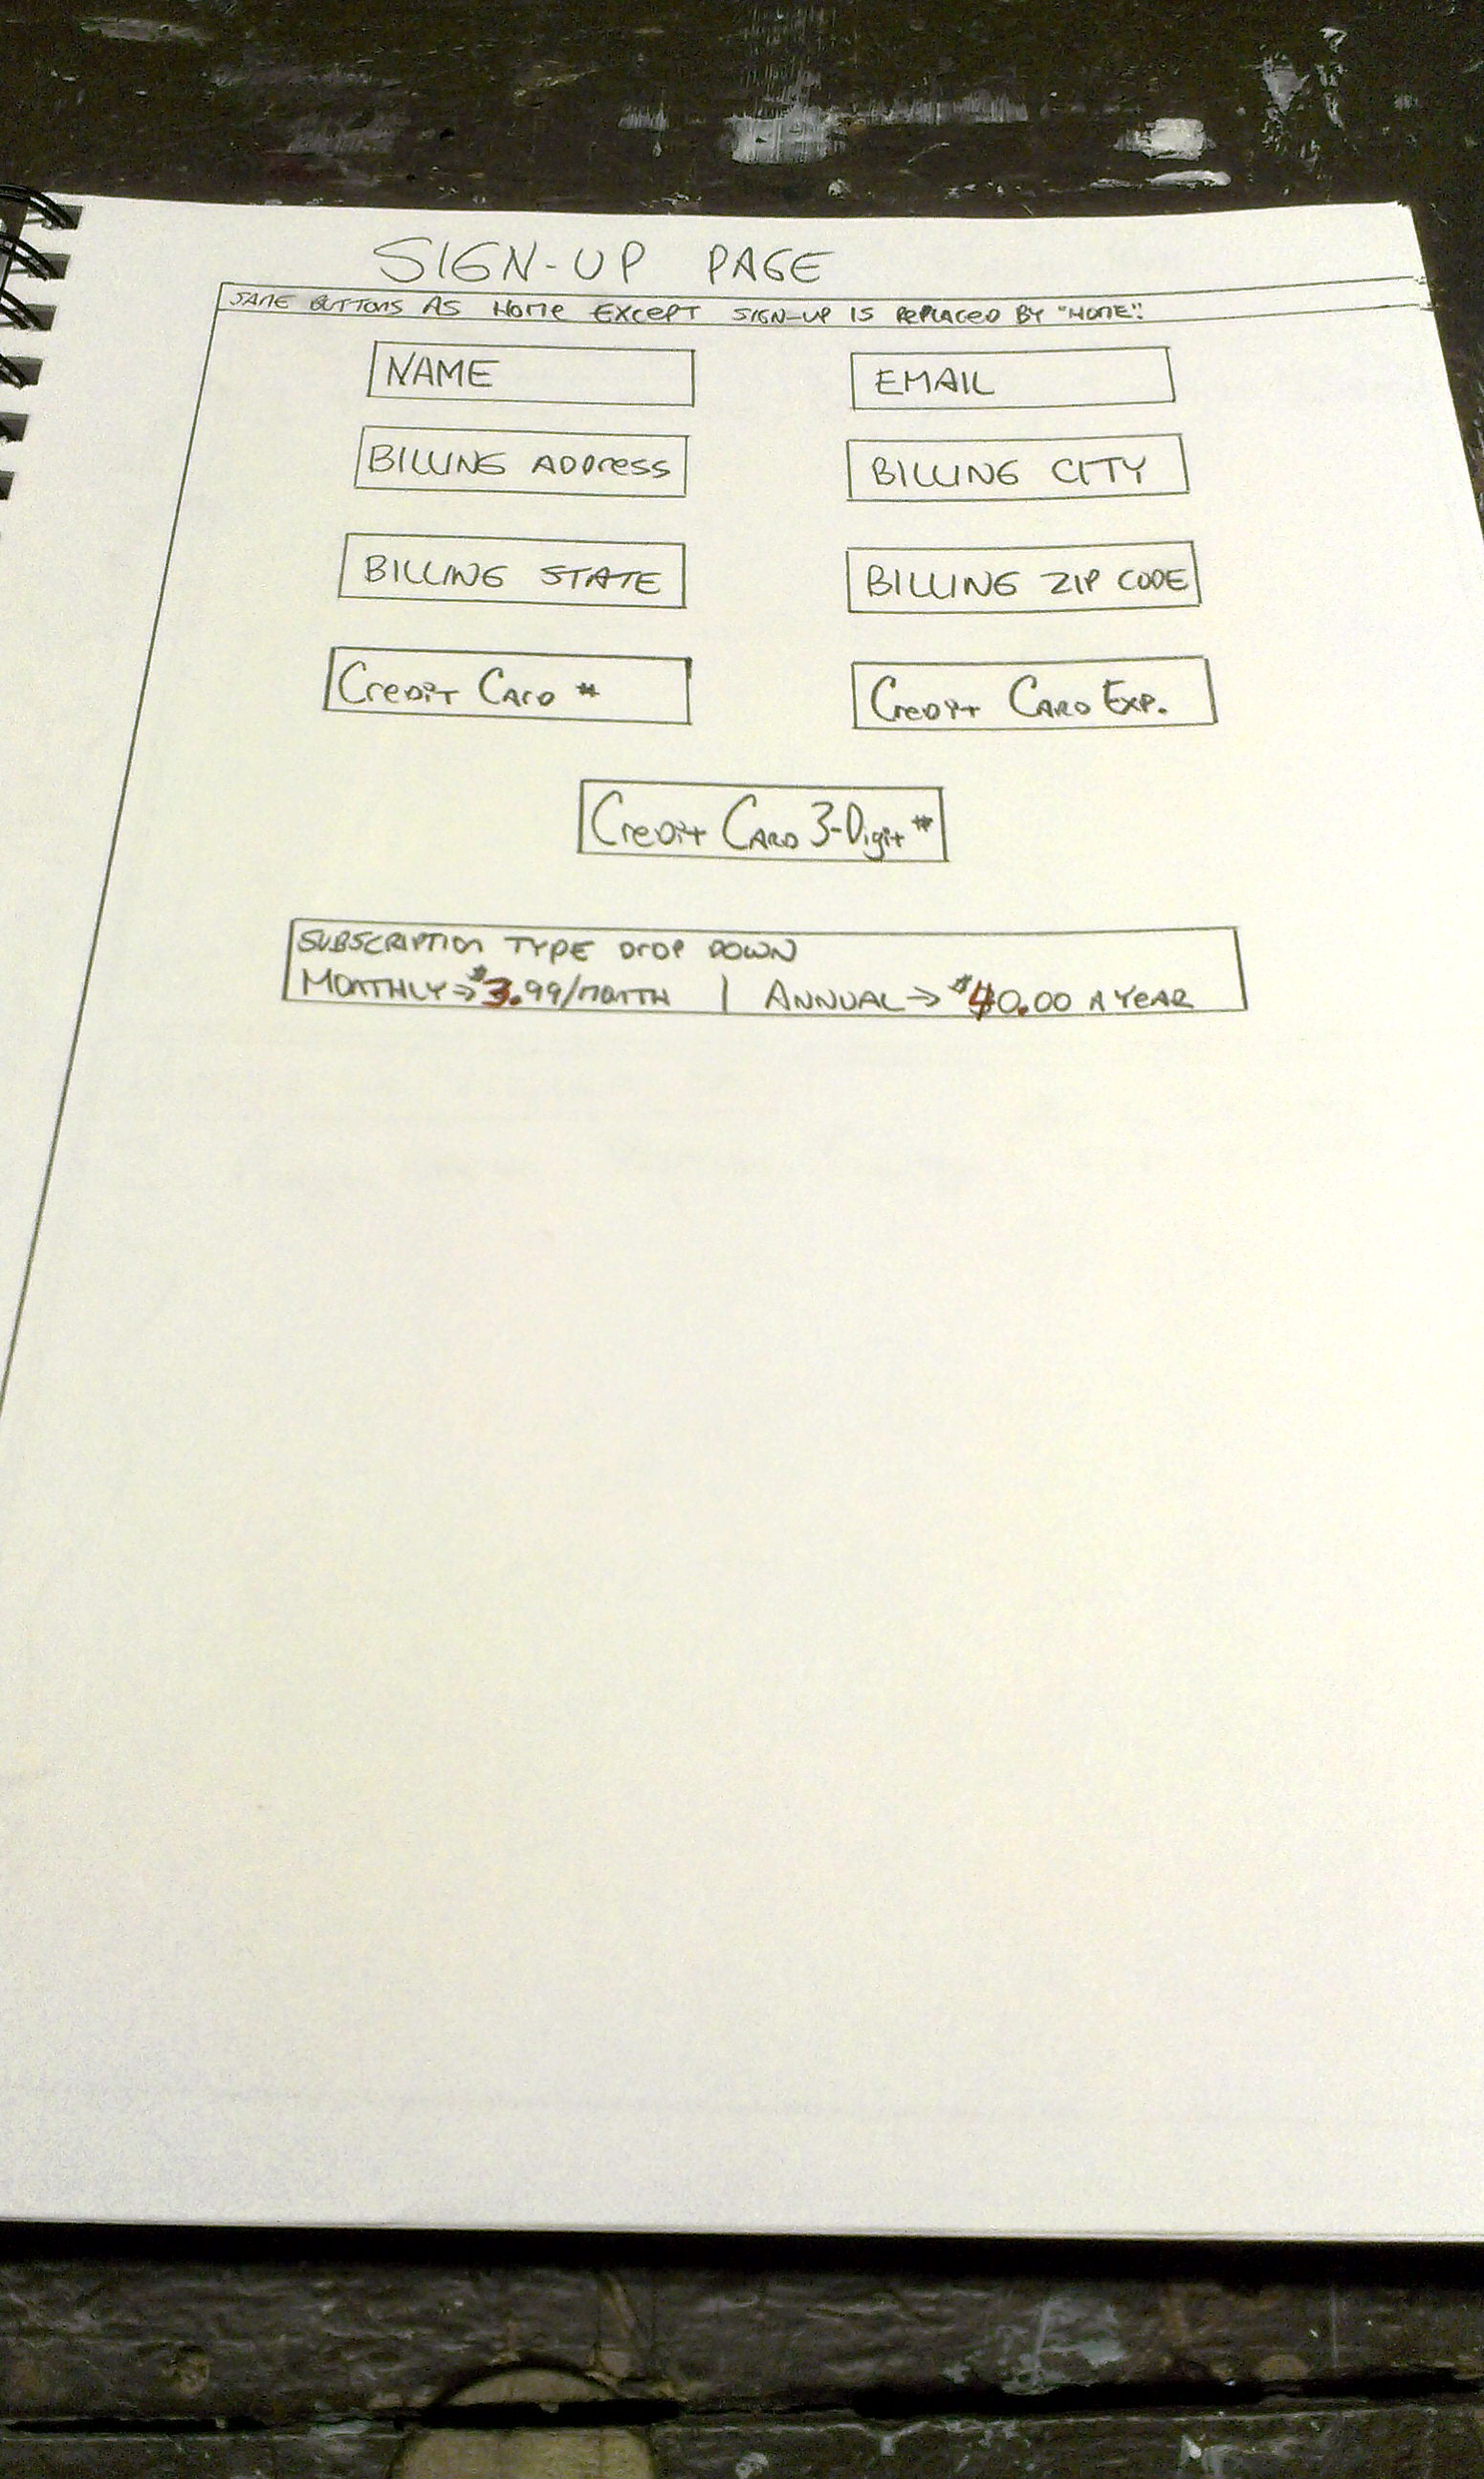 SIGN-UP PAGE
SAME BUTTONS AS HOME EXCEPT SIGN-UP IS REPLACED BY "HOME".
NAME
EMAIL
BILLING ADDRESS
BILLING CITY
BILLING STATE
BILLING ZIP CODE
Credit Card #
Credit Card Exp.
Credit Card 3-Digit #
SUBSCRIPTION TYPE DROP DOWN
MONTHLY → $3.99/MONTH | ANNUAL → $40.00 A YEAR